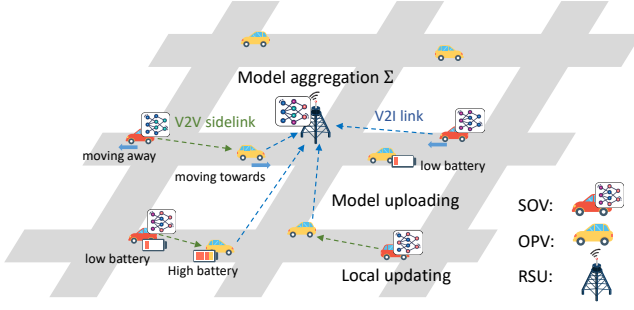 Model aggregation Σ
V2V sidelink
V2I link
moving away
moving towards
low battery
Model uploading
SOV:
low battery
High battery
OPV:
Local updating
RSU: